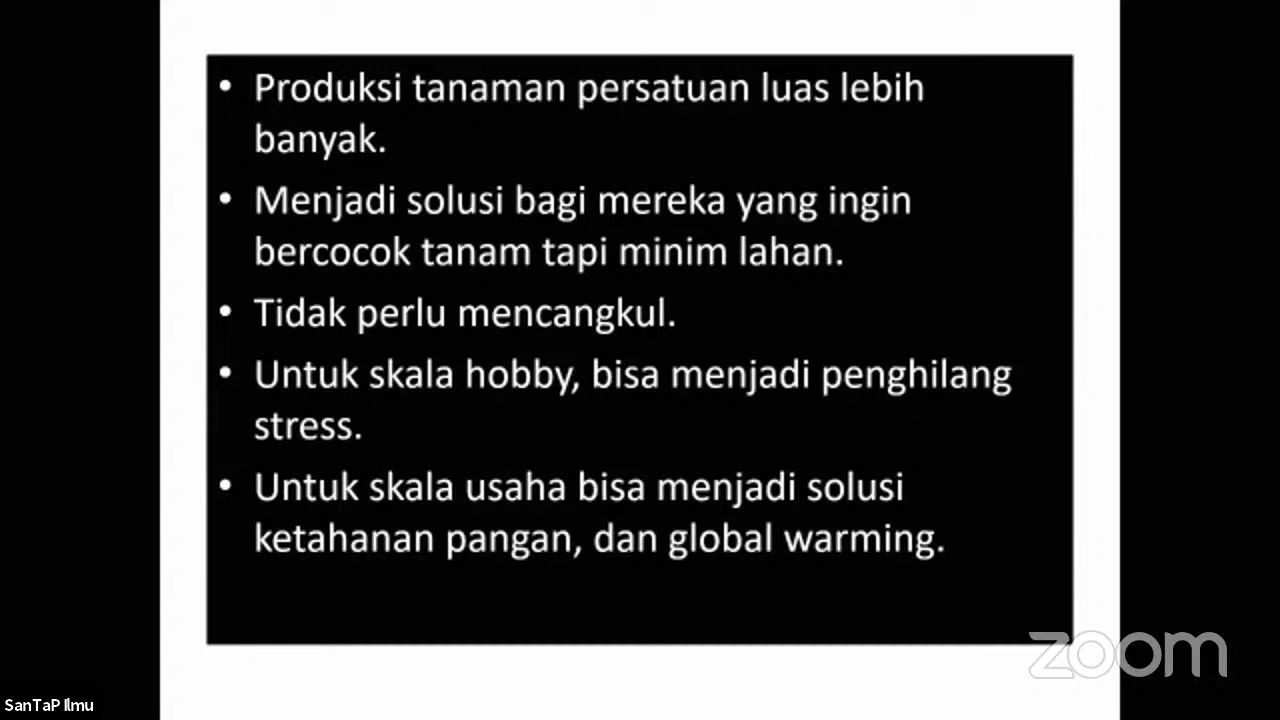 • Produksi tanaman persatuan luas lebih
banyak.
• Menjadi solusi bagi mereka yang ingin
bercocok tanam tapi minim lahan.
• Tidak perlu mencangkul.
• Untuk skala hobby, bisa menjadi penghilang
stress.
• Untuk skala usaha bisa menjadi solusi
ketahanan pangan, dan global warming.
zoom
SanTaP Ilmu